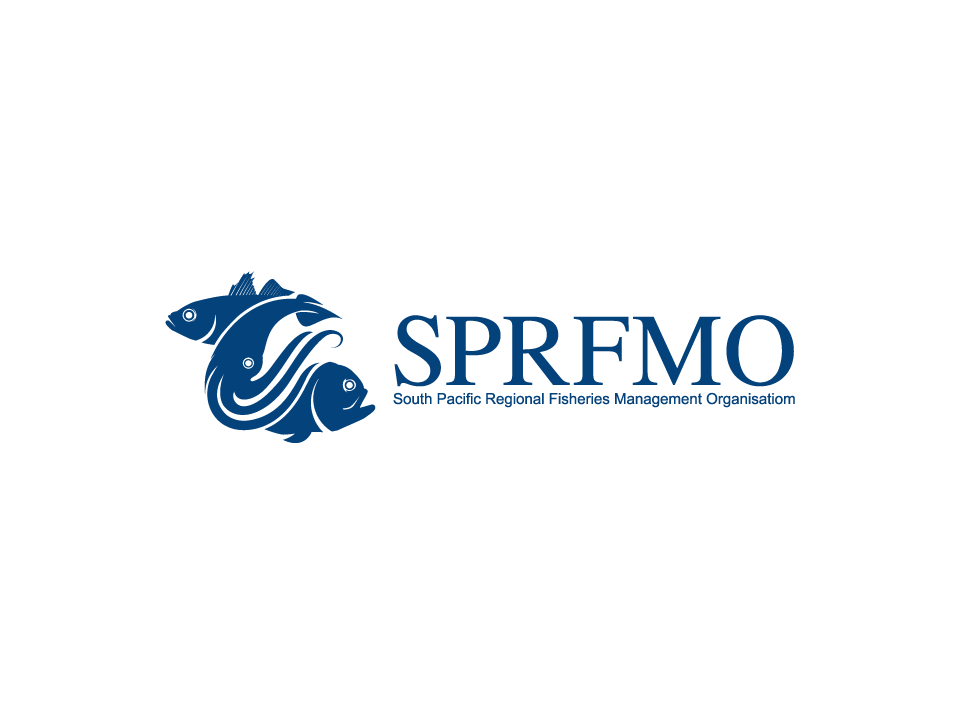 SPRFMO
South Pacific Regional Fisheries Management Organisatiom